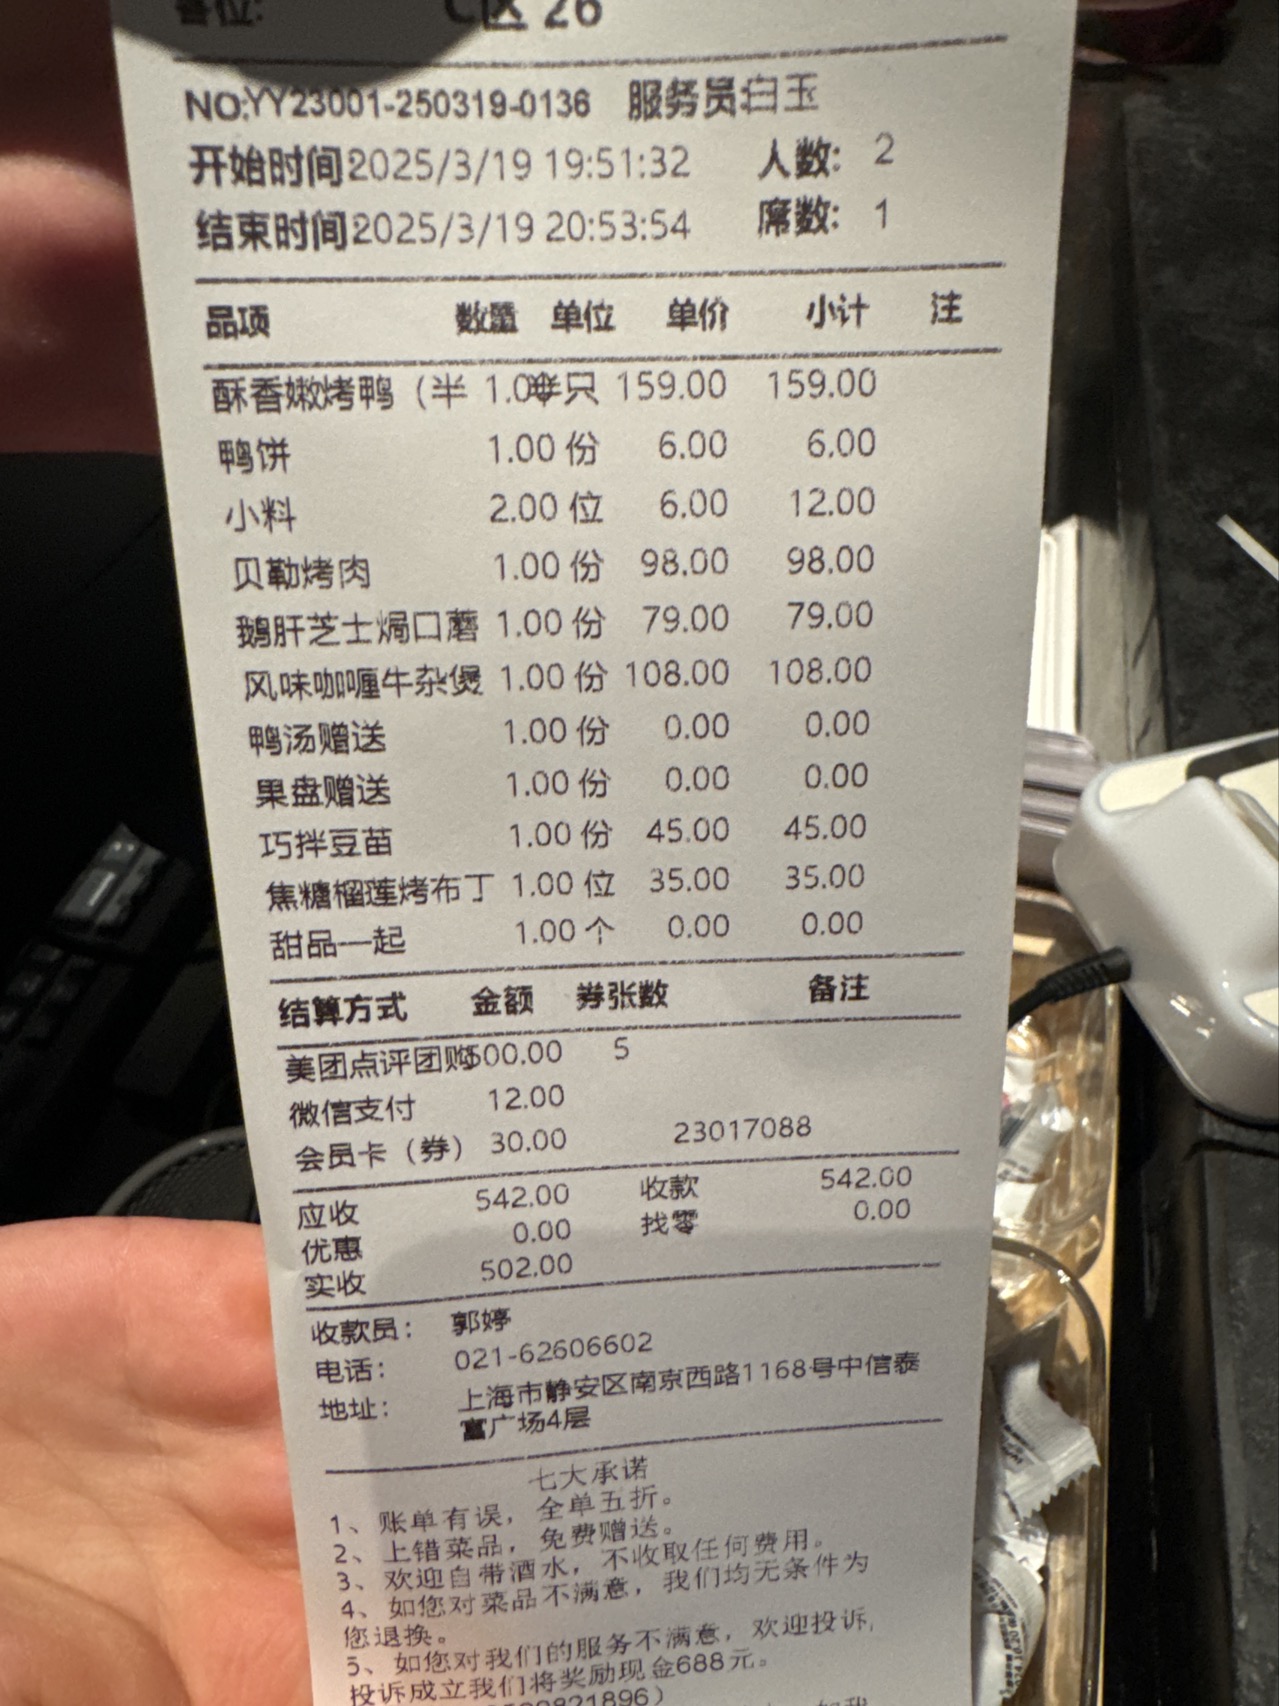 C区 26
NO:YY23001-250319-0136 服务员:白玉
开始时间2025/3/19 19:51:32 人数: 2
结束时间2025/3/19 20:53:54 席数: 1
品项 数量 单位 单价 小计 注
酥香嫩烤鸭（半 1.00半只 159.00 159.00
鸭饼 1.00 份 6.00 6.00
小料 2.00 位 6.00 12.00
贝勒烤肉 1.00 份 98.00 98.00
鹅肝芝士焗口蘑 1.00 份 79.00 79.00
风味咖喱牛杂煲 1.00 份 108.00 108.00
鸭汤赠送 1.00 份 0.00 0.00
果盘赠送 1.00 份 0.00 0.00
巧拌豆苗 1.00 份 45.00 45.00
焦糖榴莲烤布丁 1.00 位 35.00 35.00
甜品一起 1.00 个 0.00 0.00
结算方式 金额 券张数 备注
美团点评团购500.00 5
微信支付 12.00
会员卡（券） 30.00 23017088
应收 542.00 收款 542.00
优惠 0.00 找零 0.00
实收 502.00
收款员： 郭婷
电话： 021-62606602
地址： 上海市静安区南京西路1168号中信泰
富广场4层
七大承诺
1、账单有误，全单五折。
2、上错菜品，免费赠送。
3、欢迎自带酒水，不收取任何费用。
4、如您对菜品不满意，我们均无条件为
您退换。
5、如您对我们的服务不满意，欢迎投诉,
投诉成立我们将奖励现金688元。
821896）